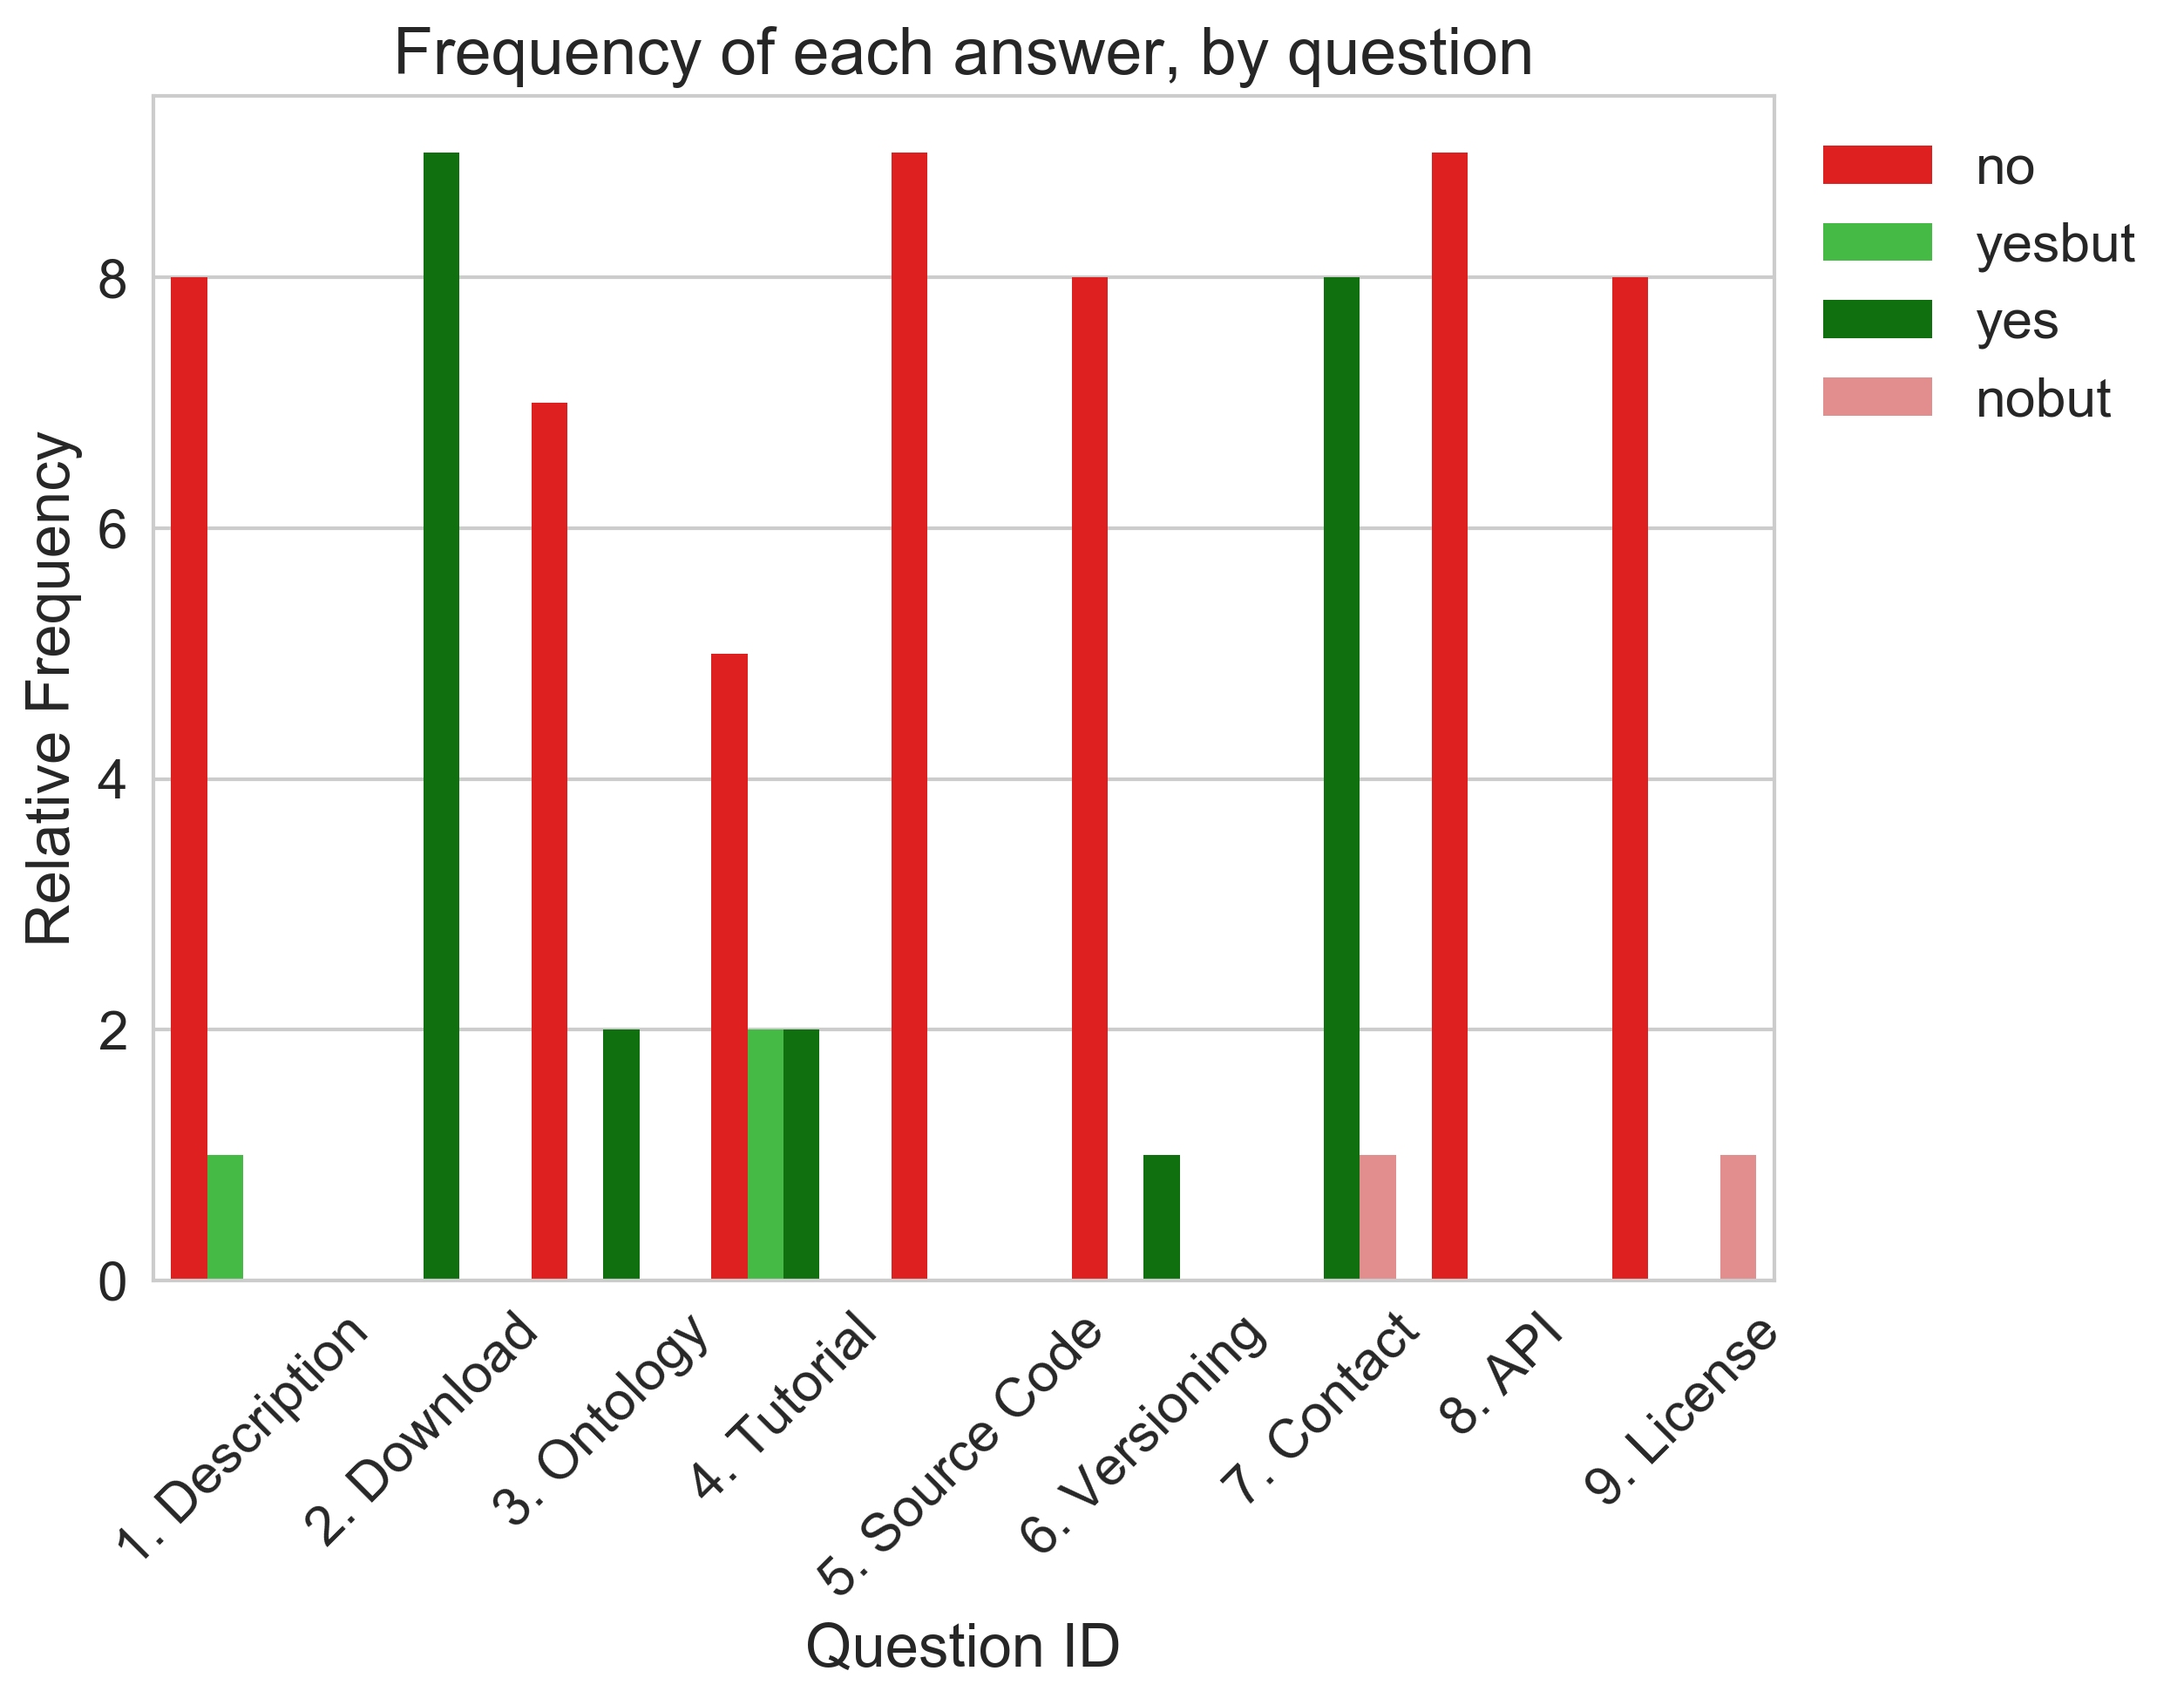 Frequency of each answer, by question
no
yesbut
yes
nobut
Relative Frequency
8
6
4
2
0
1. Description
2. Download
3. Ontology
4. Tutorial
5. Source Code
6. Versioning
7. Contact
8. API
9. License
Question ID